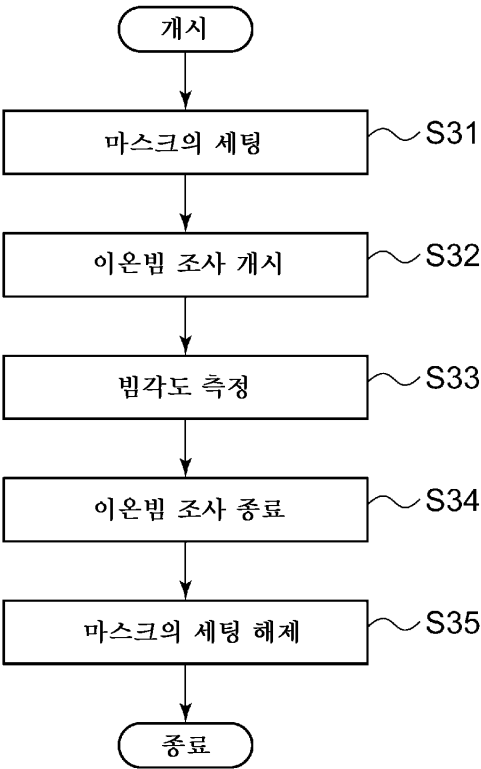 개시
마스크의 세팅
S31
이온빔 조사 개시
S32
빔각도 측정
S33
이온빔 조사 종료
S34
마스크의 세팅 해제
S35
종료